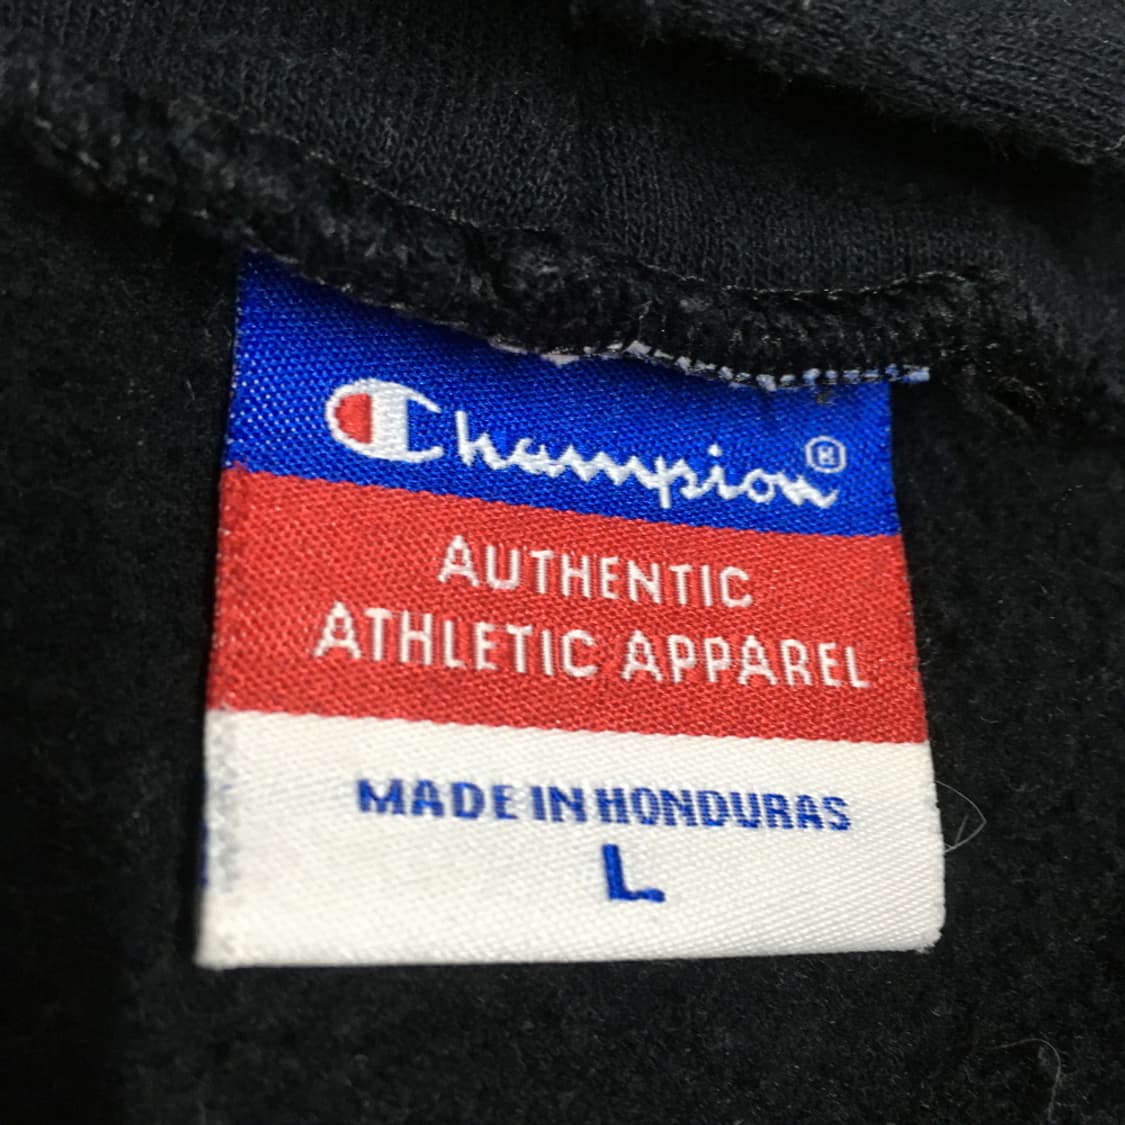 Champion®
AUTHENTIC
ATHLETIC APPAREL
MADE IN HONDURAS
L